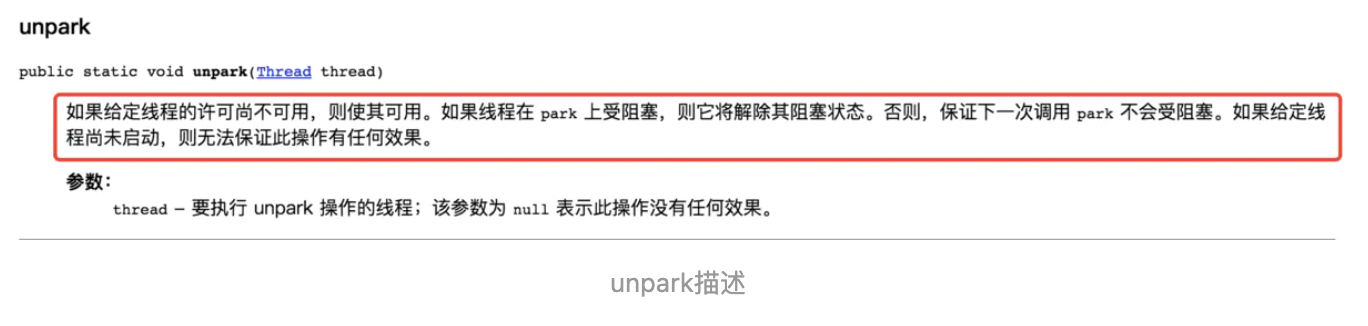 unpark
public static void unpark(Thread thread)
如果给定线程的许可尚不可用，则使其可用。如果线程在 park 上受阻塞，则它将解除其阻塞状态。否则，保证下一次调用 park 不会受阻塞。如果给定线
程尚未启动，则无法保证此操作有任何效果。
参数：
thread – 要执行 unpark 操作的线程；该参数为 null 表示此操作没有任何效果。
unpark描述